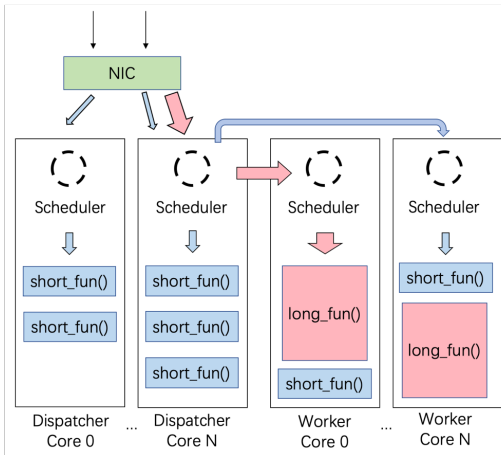 NIC
Scheduler
Scheduler
Scheduler
Scheduler
short_fun()
short_fun()
short_fun()
short_fun()
short_fun()
long_fun()
short_fun()
short_fun()
long_fun()
Dispatcher
Core 0
...
Dispatcher
Core N
Worker
Core 0
...
Worker
Core N